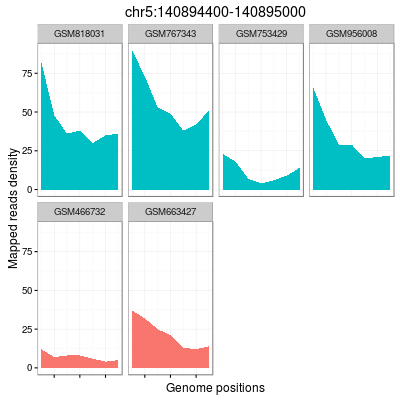 chr5:140894400-140895000
GSM818031 GSM767343 GSM753429 GSM956008
75
50
25
0
GSM466732 GSM663427
75
50
25
0
Mapped reads density
Genome positions